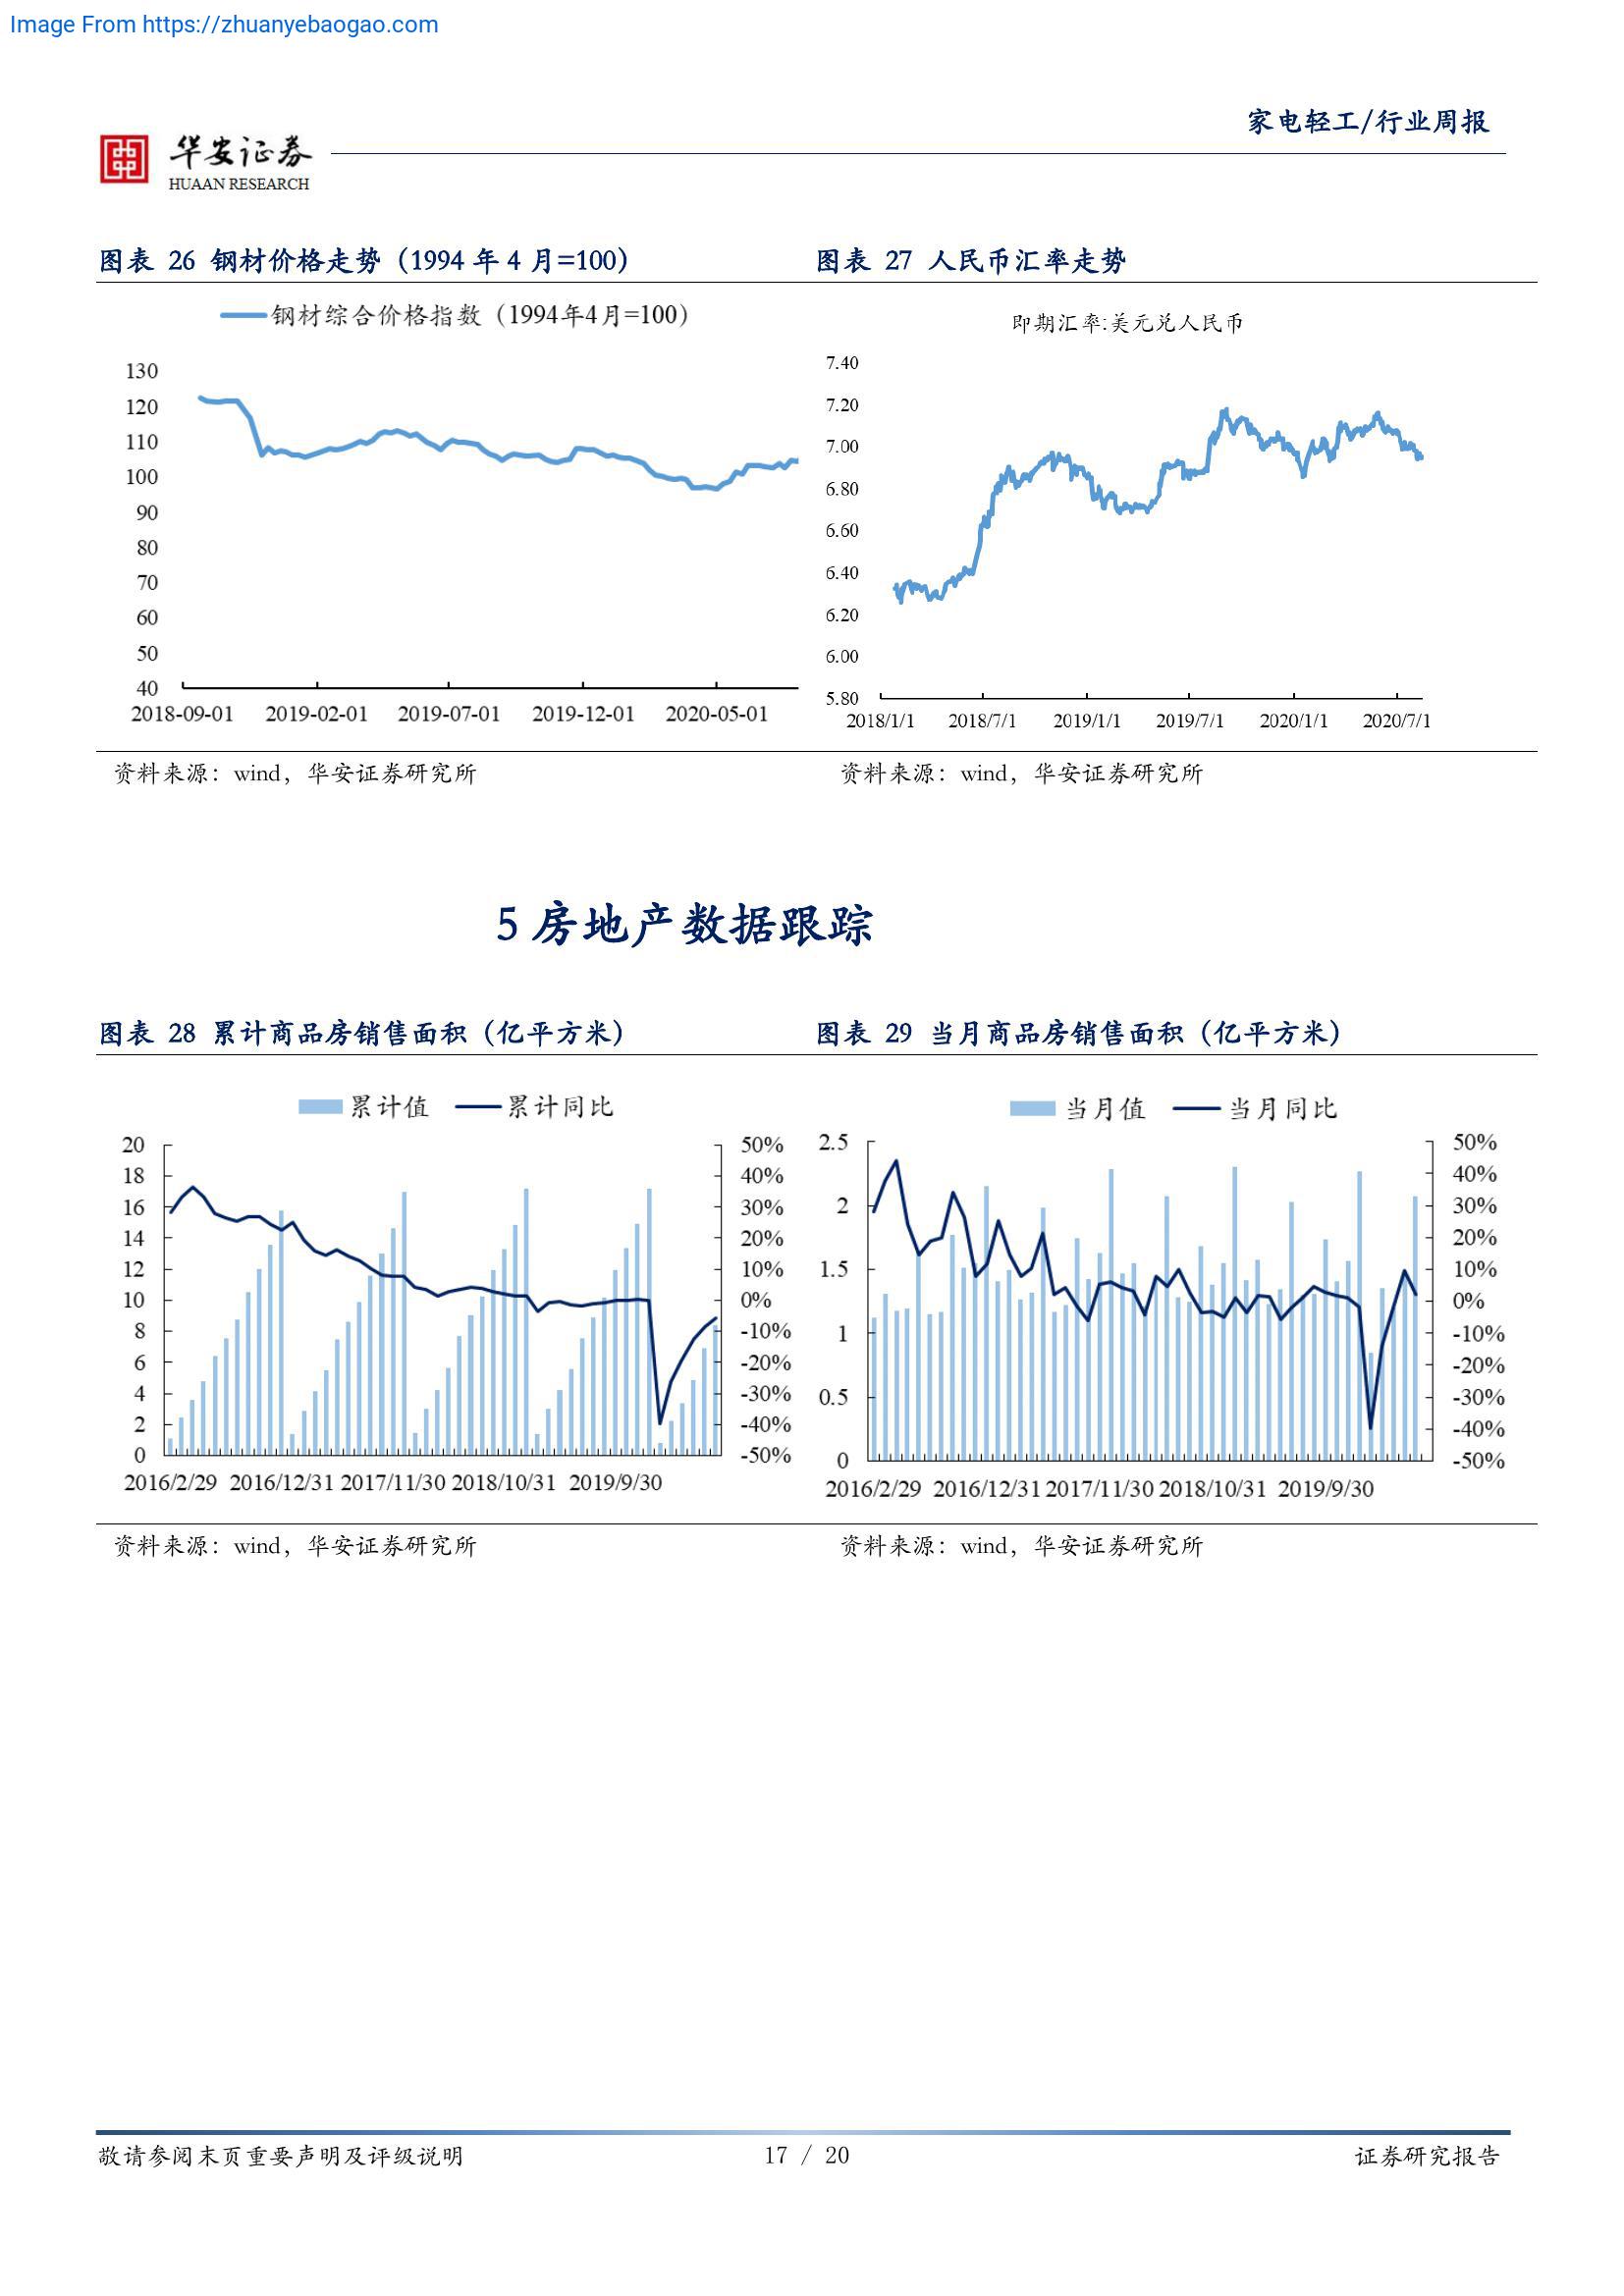 Image From https://zhuanyebaogao.com
家电轻工/行业周报
华安证券
HUAAN RESEARCH
图表 26 钢材价格走势（1994 年 4 月=100）
钢材综合价格指数（1994年4月=100）
130
120
110
100
90
80
70
60
50
40
2018-09-01 2019-02-01 2019-07-01 2019-12-01 2020-05-01
资料来源：wind，华安证券研究所
图表 27 人民币汇率走势
即期汇率:美元兑人民币
7.40
7.20
7.00
6.80
6.60
6.40
6.20
6.00
5.80
2018/1/1 2018/7/1 2019/1/1 2019/7/1 2020/1/1 2020/7/1
资料来源：wind，华安证券研究所
5 房地产数据跟踪
图表 28 累计商品房销售面积（亿平方米）
累计值 累计同比
20
18
16
14
12
10
8
6
4
2
0
50%
40%
30%
20%
10%
0%
-10%
-20%
-30%
-40%
-50%
2016/2/29 2016/12/31 2017/11/30 2018/10/31 2019/9/30
资料来源：wind，华安证券研究所
图表 29 当月商品房销售面积（亿平方米）
当月值 当月同比
2.5
2
1.5
1
0.5
0
50%
40%
30%
20%
10%
0%
-10%
-20%
-30%
-40%
-50%
2016/2/29 2016/12/31 2017/11/30 2018/10/31 2019/9/30
资料来源：wind，华安证券研究所
敬请参阅末页重要声明及评级说明 17 / 20 证券研究报告